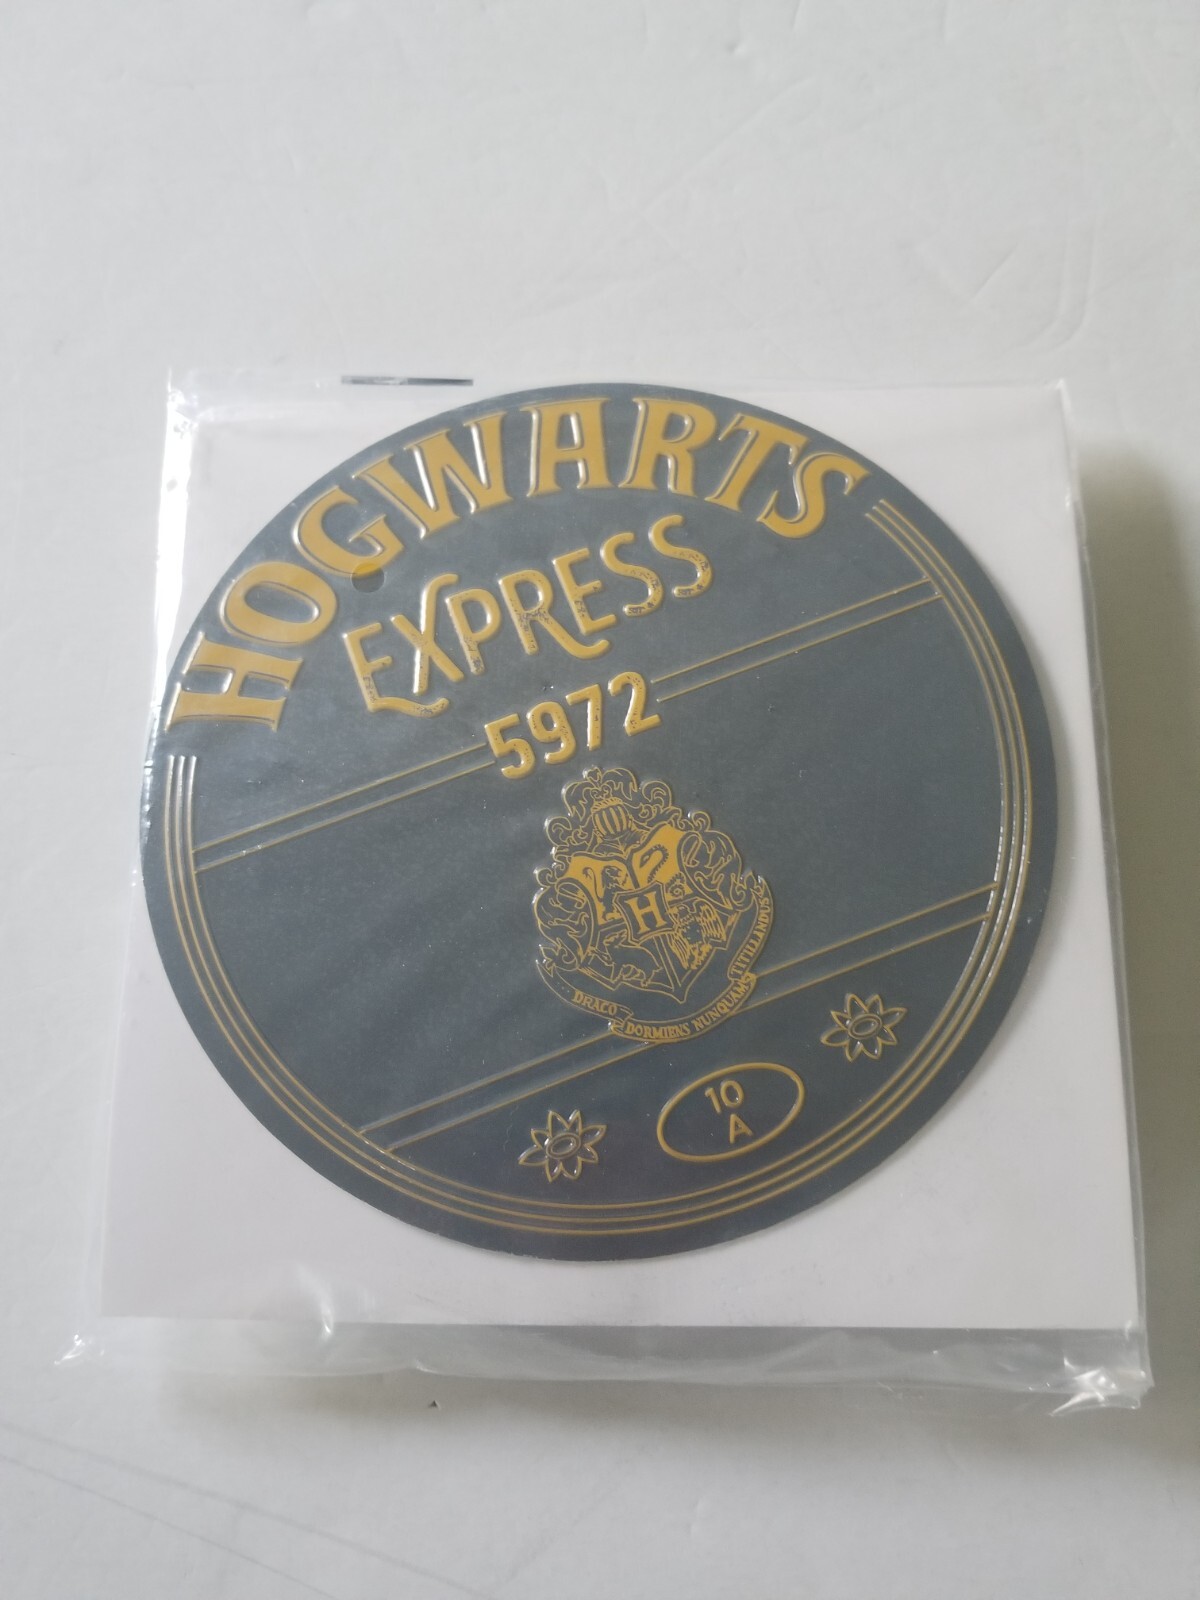 HOGWARTS
EXPRESS
5972
H
DRACO DORMIENS NUNQUAM TITILLANDUS
10
A